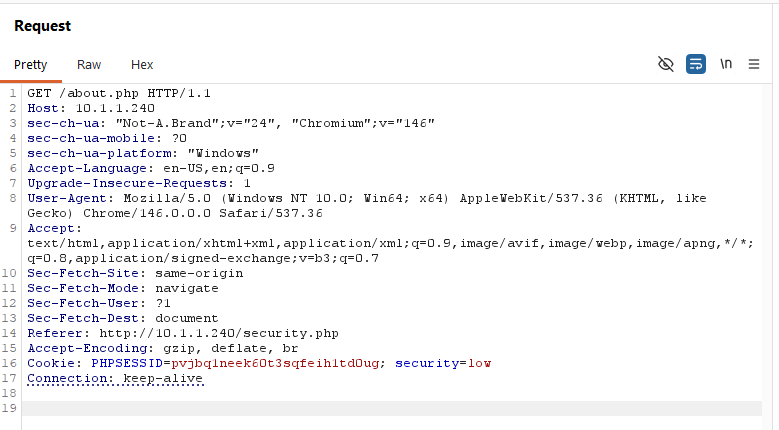 Request
Pretty Raw Hex
\n
1 GET /about.php HTTP/1.1
2 Host: 10.1.1.240
3 sec-ch-ua: "Not-A.Brand";v="24", "Chromium";v="146"
4 sec-ch-ua-mobile: ?0
5 sec-ch-ua-platform: "Windows"
6 Accept-Language: en-US,en;q=0.9
7 Upgrade-Insecure-Requests: 1
8 User-Agent: Mozilla/5.0 (Windows NT 10.0; Win64; x64) AppleWebKit/537.36 (KHTML, like
Gecko) Chrome/146.0.0.0 Safari/537.36
9 Accept:
text/html,application/xhtml+xml,application/xml;q=0.9,image/avif,image/webp,image/apng,*/*;
q=0.8,application/signed-exchange;v=b3;q=0.7
10 Sec-Fetch-Site: same-origin
11 Sec-Fetch-Mode: navigate
12 Sec-Fetch-User: ?1
13 Sec-Fetch-Dest: document
14 Referer: http://10.1.1.240/security.php
15 Accept-Encoding: gzip, deflate, br
16 Cookie: PHPSESSID=pvjbq1neek60t3sqfeih1td0ug; security=low
17 Connection: keep-alive
18
19